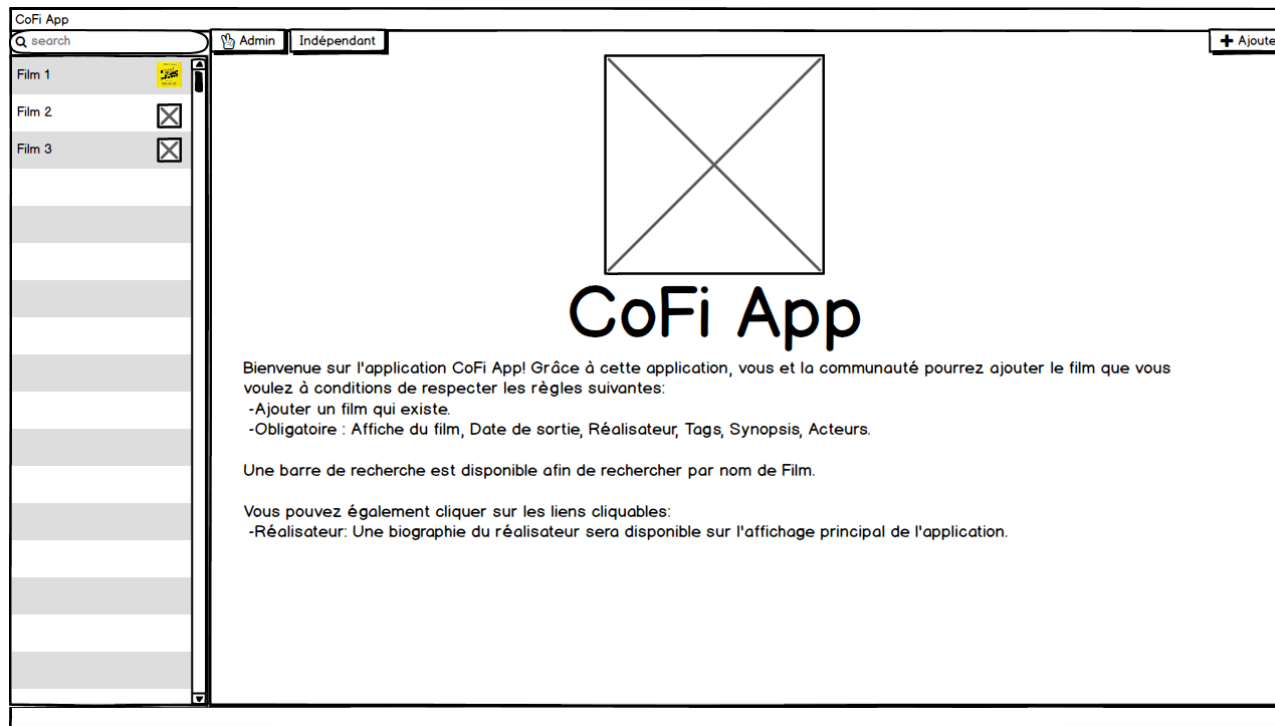 CoFi App
search
Admin
Indépendant
+ Ajoute
Film 1
Film 2
Film 3
CoFi App
Bienvenue sur l'application CoFi App! Grâce à cette application, vous et la communauté pourrez ajouter le film que vous
voulez à conditions de respecter les règles suivantes:
-Ajouter un film qui existe.
-Obligatoire : Affiche du film, Date de sortie, Réalisateur, Tags, Synopsis, Acteurs.
Une barre de recherche est disponible afin de rechercher par nom de Film.
Vous pouvez également cliquer sur les liens cliquables:
-Réalisateur: Une biographie du réalisateur sera disponible sur l'affichage principal de l'application.